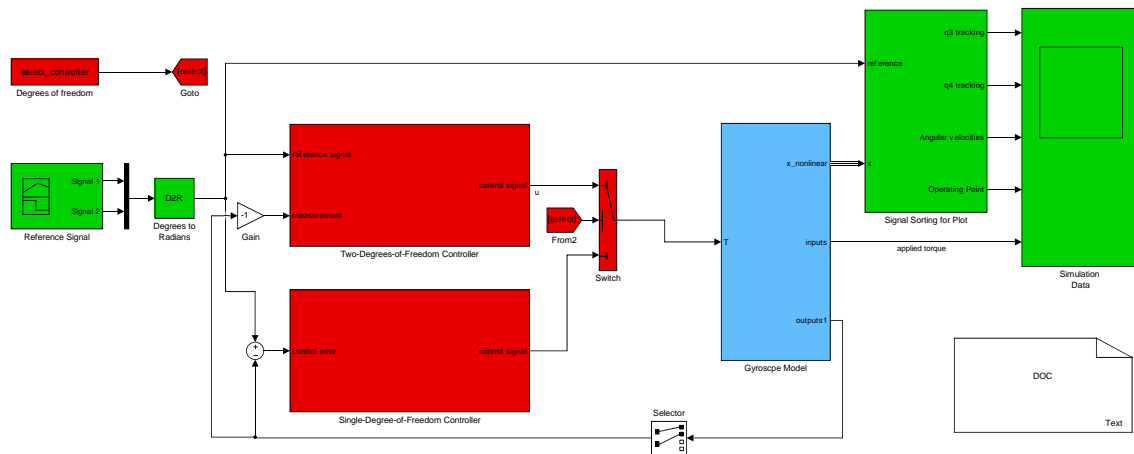 select_controller
Degrees of freedom
[select]
Goto
Signal 1
Signal 2
Reference Signal
D2R
Degrees to
Radians
-1
Gain
reference signal
measurement
control signal
u
Two-Degrees-of-Freedom Controller
control error
control signal
Single-Degree-of-Freedom Controller
+
−
[select]
From2
Switch
T
x_nonlinear
inputs
outputs1
Gyroscpe Model
Selector
reference
x
q3 tracking
q4 tracking
Angular velocities
Operating Point
Signal Sorting for Plot
applied torque
Simulation
Data
DOC
Text